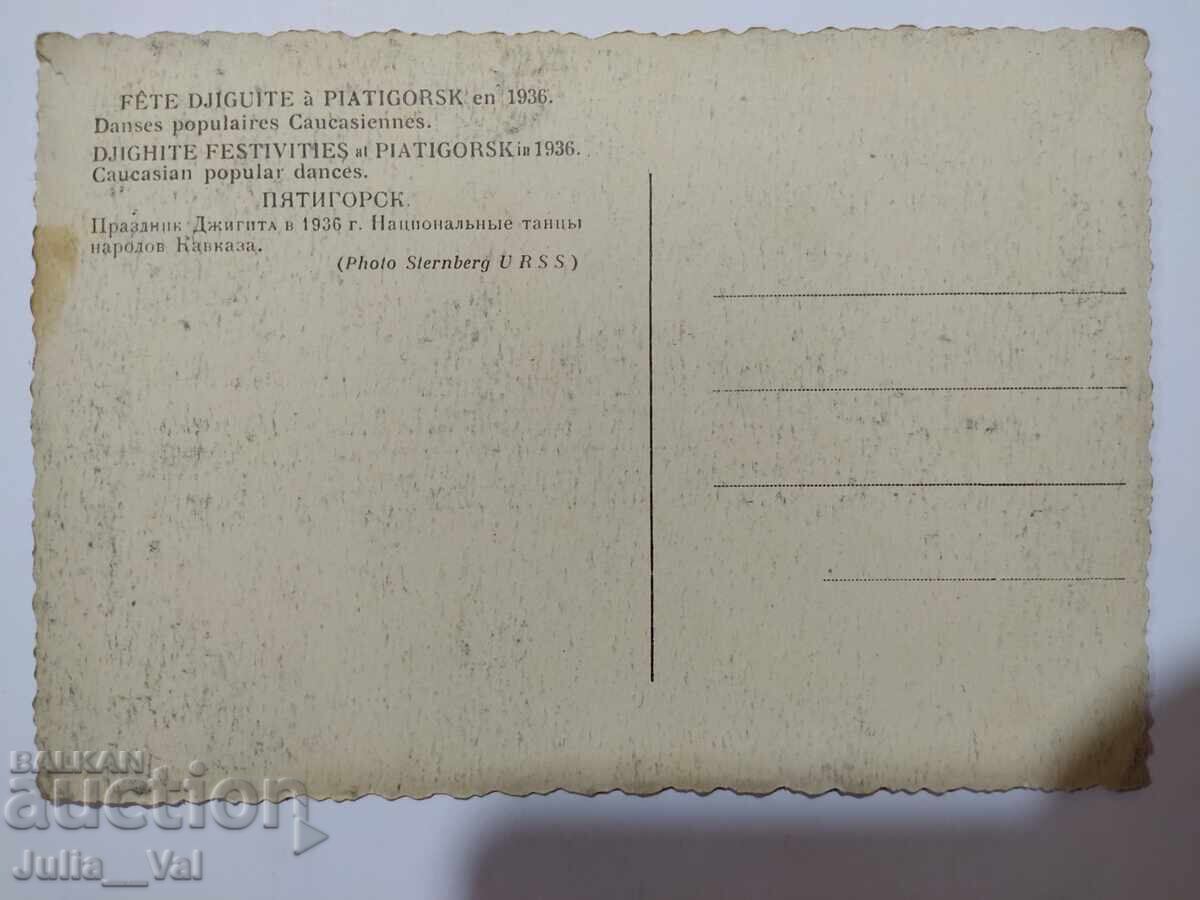 FÊTE DJIGUITE à PIATIGORSK en 1936.
Danses populaires Caucasiennes.
DJIGHITE FESTIVITIES at PIATIGORSK in 1936.
Caucasian popular dances.
ПЯТИГОРСК.
Праздник Джигита в 1936 г. Национальные танцы
народов Кавказа.
(Photo Sternberg U R S S)
BALKAN
auction
Julia__Val